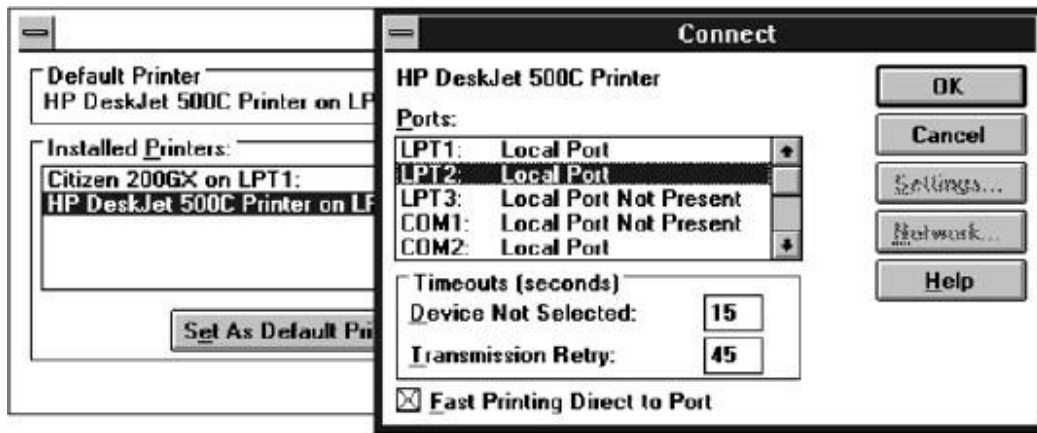 Default Printer
HP DeskJet 500C Printer on LP
Installed Printers:
Citizen 200GX on LPT1:
HP DeskJet 500C Printer on LP
Set As Default Pri
Connect
HP DeskJet 500C Printer
Ports:
LPT1: Local Port
LPT2: Local Port
LPT3: Local Port Not Present
COM1: Local Port Not Present
COM2: Local Port
Timeouts (seconds)
Device Not Selected: 15
Transmission Retry: 45
Fast Printing Direct to Port
OK
Cancel
Settings...
Network...
Help